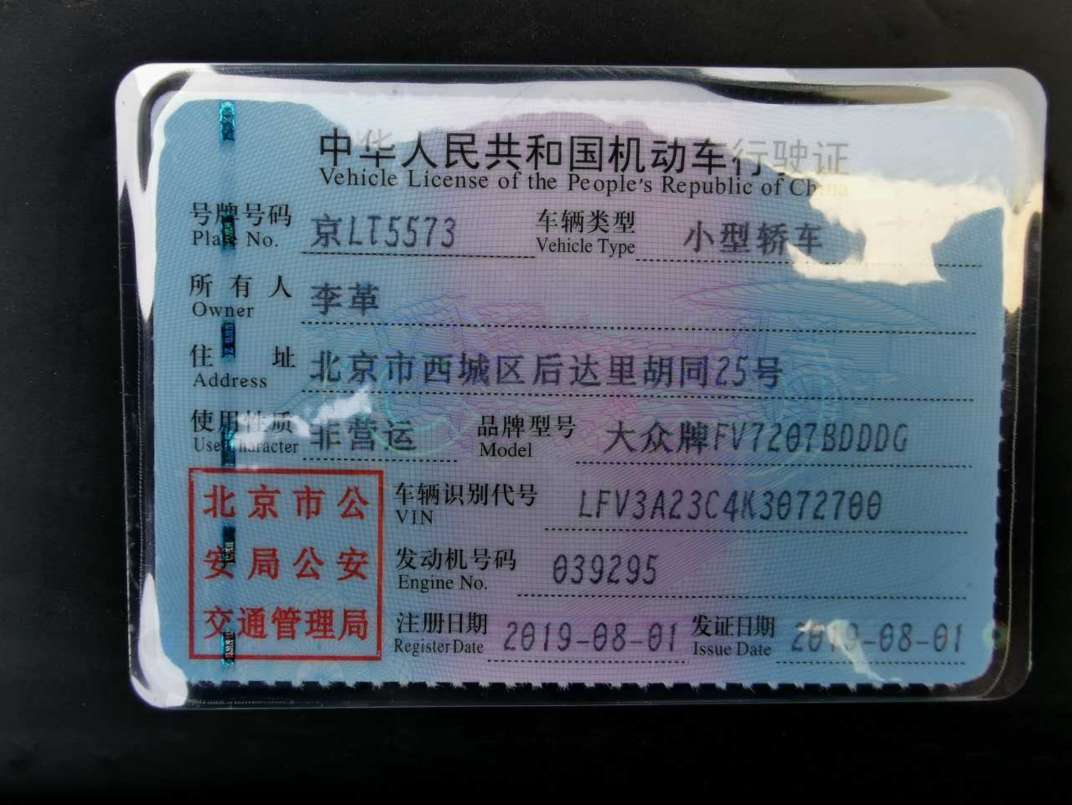 中华人民共和国机动车行驶证
Vehicle License of the People's Republic of China
号牌号码 京LT5573 车辆类型 小型轿车
Plate No. Vehicle Type
所有人 李革
Owner
住址 北京市西城区后达里胡同25号
Address
使用性质 非营运 品牌型号 大众牌FV7207BDDDG
Use Character Model
北京市公 车辆识别代号 LFV3A23C4K3072700
VIN
安局公安 发动机号码 039295
Engine No.
交通管理局 注册日期 2019-08-01 发证日期 2019-08-01
Register Date Issue Date